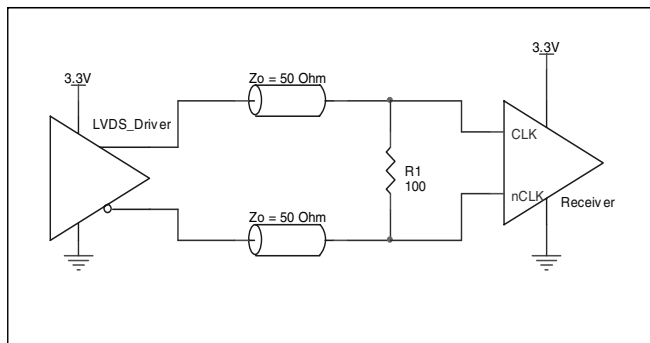 3.3V
LVDS_Driver
Zo = 50 Ohm
Zo = 50 Ohm
R1
100
3.3V
CLK
nCLK
Receiver